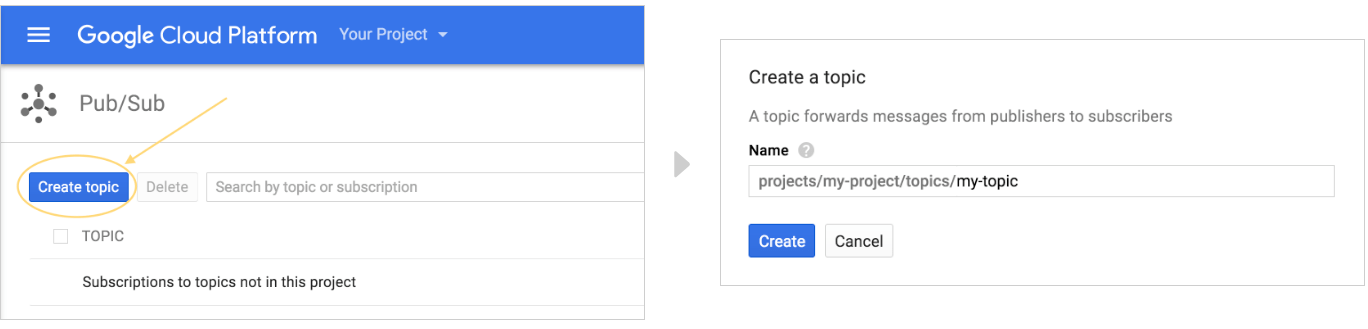 Google Cloud Platform Your Project
Pub/Sub
Create topic Delete Search by topic or subscription
TOPIC
Subscriptions to topics not in this project
Create a topic
A topic forwards messages from publishers to subscribers
Name ?
projects/my-project/topics/my-topic
Create Cancel